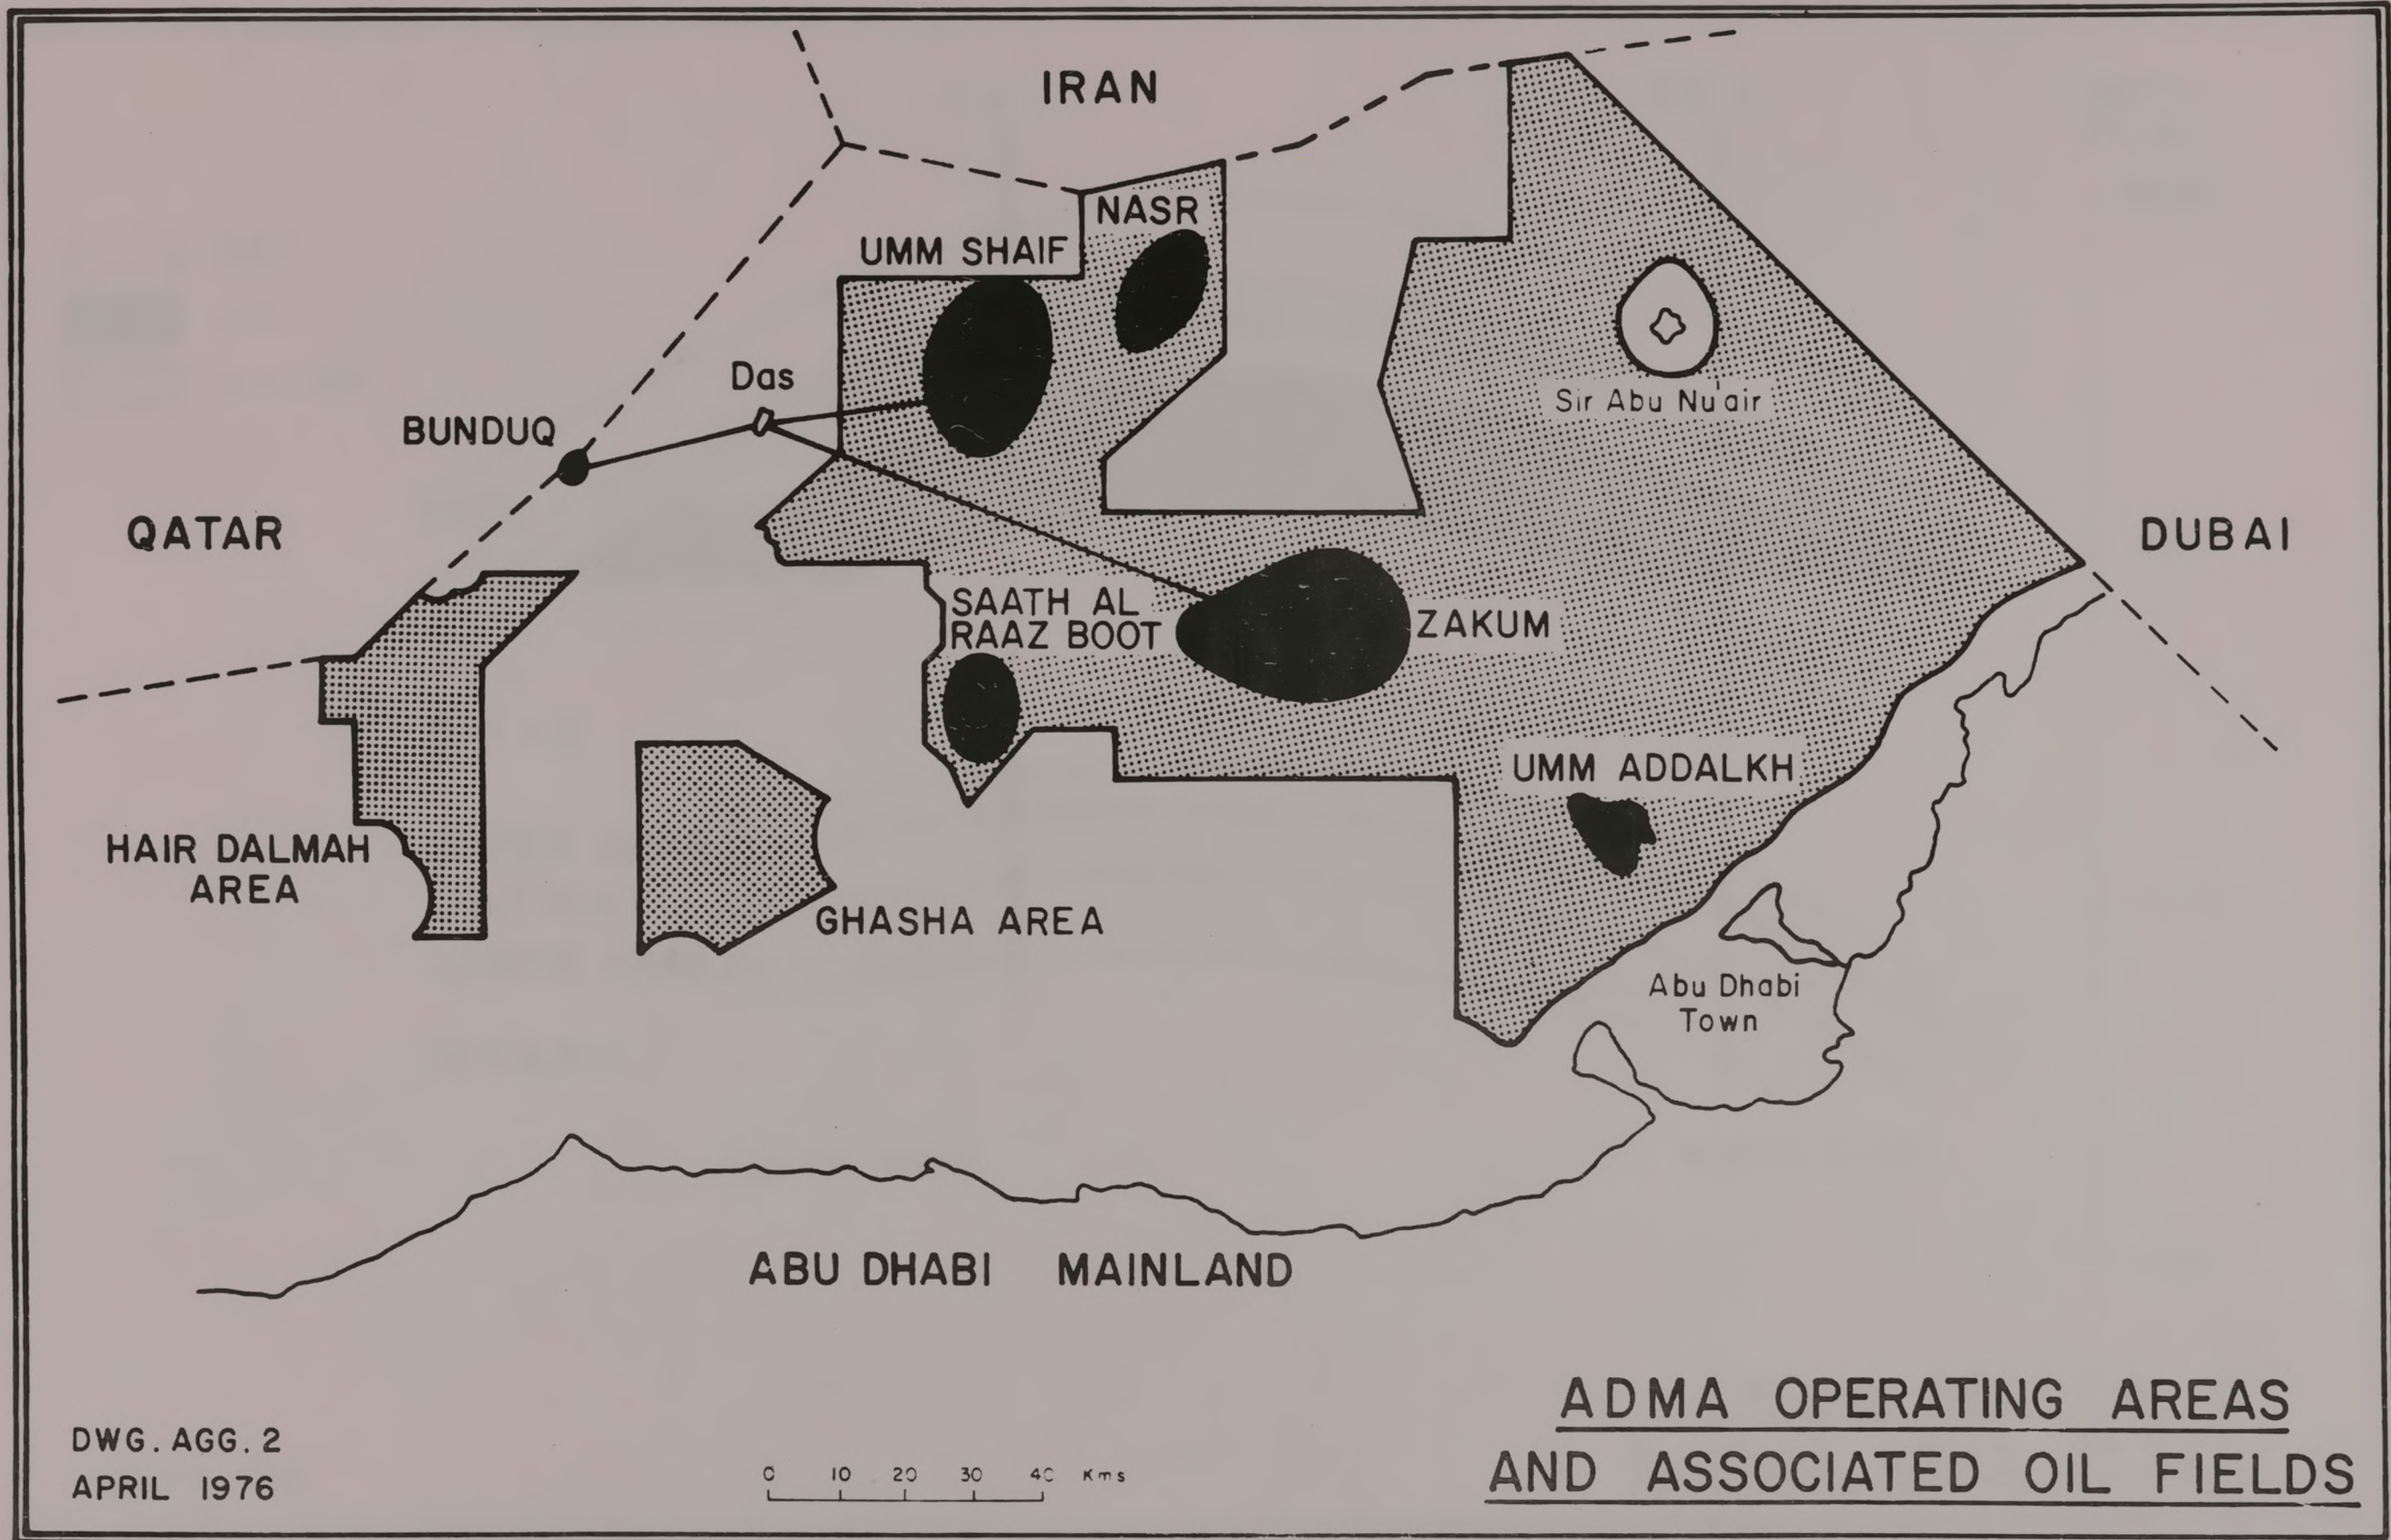 IRAN
NASR
UMM SHAIF
Das
BUNDUQ
Sir Abu Nu'air
QATAR
DUBAI
SAATH AL
RAAZ BOOT
ZAKUM
UMM ADDALKH
HAIR DALMAH
AREA
GHASHA AREA
Abu Dhabi
Town
ABU DHABI MAINLAND
ADMA OPERATING AREAS
AND ASSOCIATED OIL FIELDS
DWG. AGG. 2
APRIL 1976
0 10 20 30 40 Kms